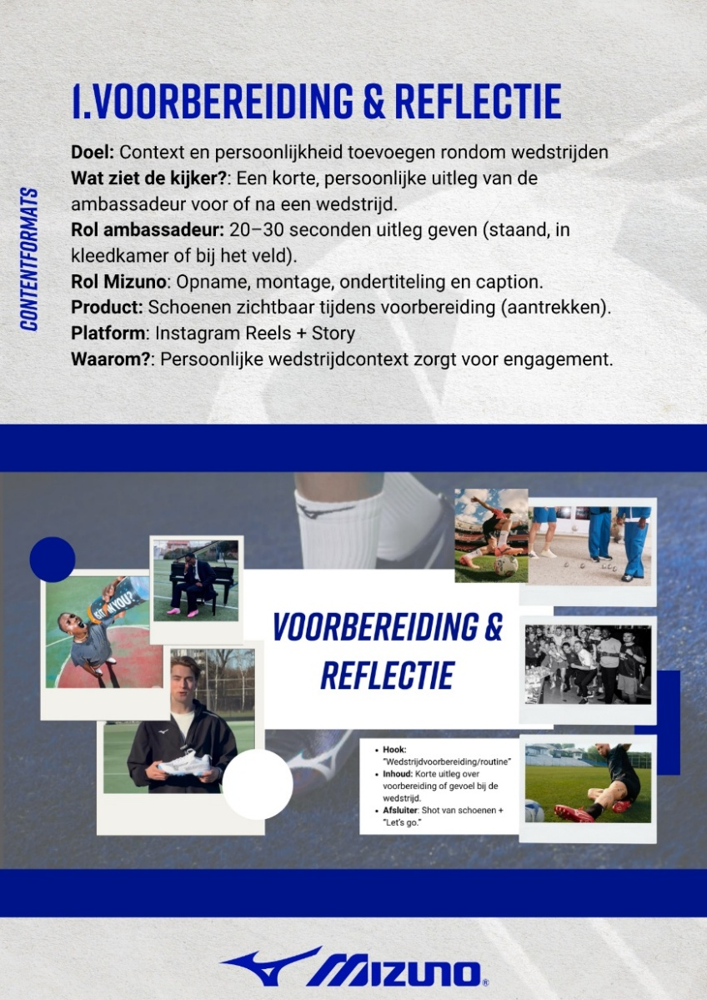 1.VOORBEREIDING & REFLECTIE
Doel: Context en persoonlijkheid toevoegen rondom wedstrijden
Wat ziet de kijker?: Een korte, persoonlijke uitleg van de
ambassadeur voor of na een wedstrijd.
Rol ambassadeur: 20–30 seconden uitleg geven (staand, in
kleedkamer of bij het veld).
Rol Mizuno: Opname, montage, ondertiteling en caption.
Product: Schoenen zichtbaar tijdens voorbereiding (aantrekken).
Platform: Instagram Reels + Story
Waarom?: Persoonlijke wedstrijdcontext zorgt voor engagement.
CONTENTFORMATS
IN YOU?
VOORBEREIDING &
REFLECTIE
• Hook:
"Wedstrijdvoorbereiding/routine"
• Inhoud: Korte uitleg over
voorbereiding of gevoel bij de
wedstrijd.
• Afsluiter: Shot van schoenen +
"Let's go."
MIZUNO®